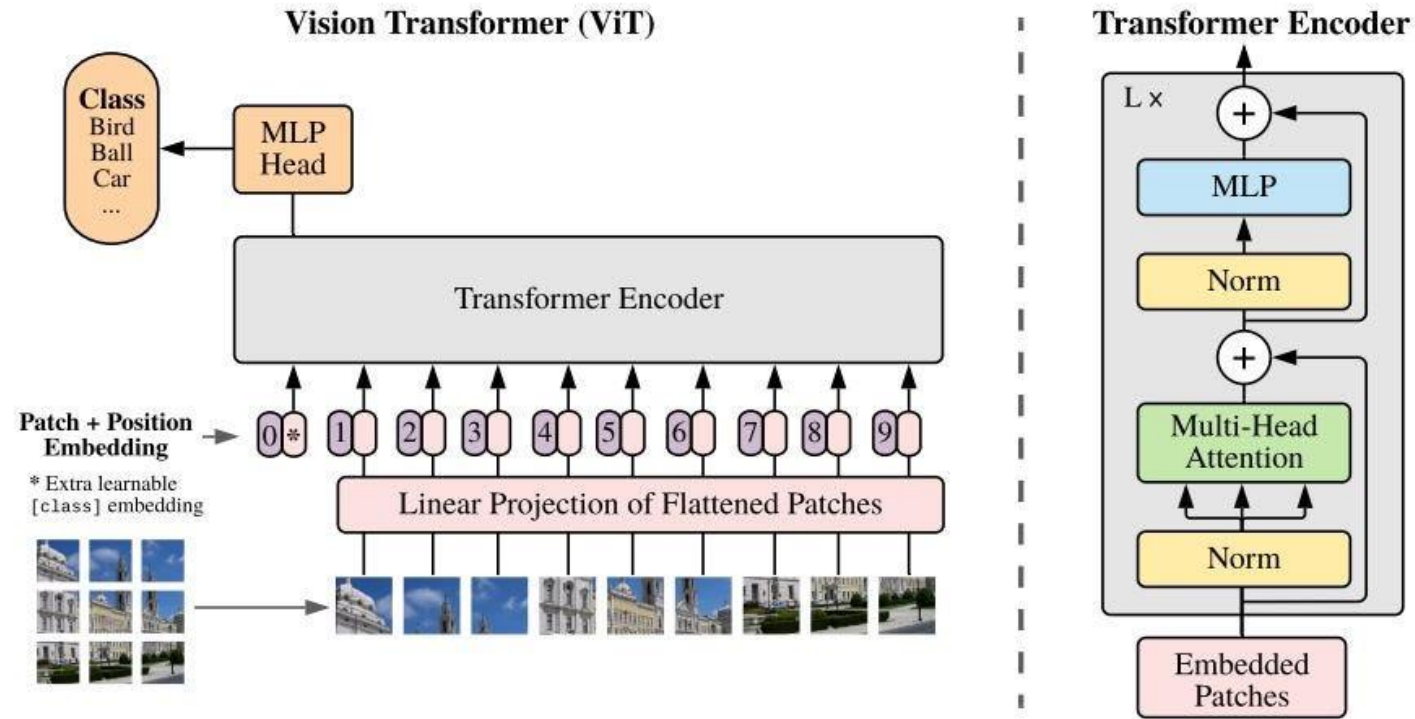 Vision Transformer (ViT)
Class
Bird
Ball
Car
...
MLP
Head
Transformer Encoder
Patch + Position
Embedding
0 * 1 2 3 4 5 6 7 8 9
* Extra learnable
[class] embedding
Linear Projection of Flattened Patches
Transformer Encoder
L ×
+
MLP
Norm
+
Multi-Head
Attention
Norm
Embedded
Patches